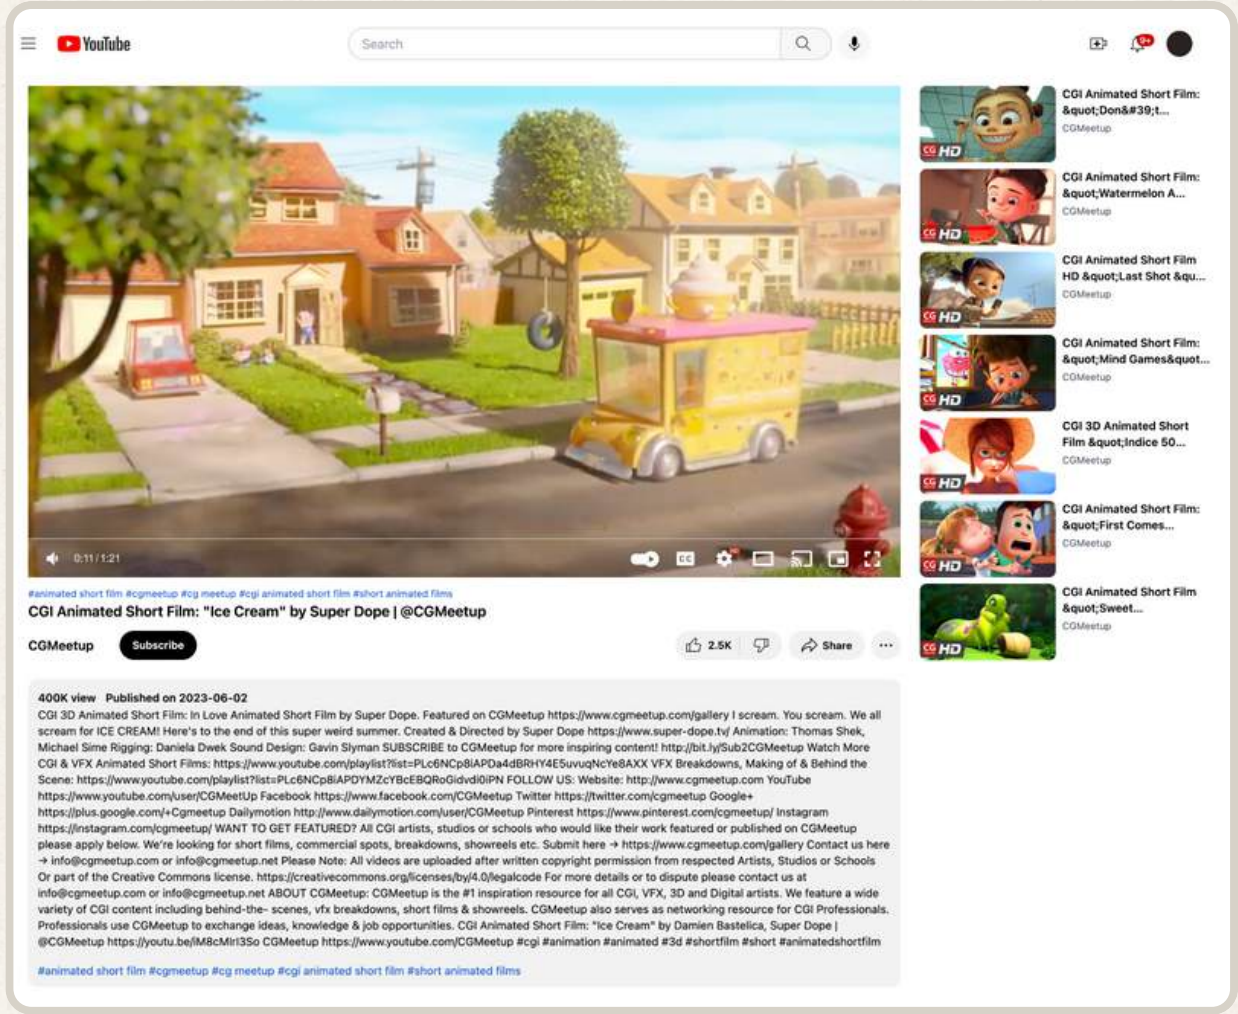 YouTube
Search
9+
CGI Animated Short Film:
&quot;Don&#39;t...
CGMeetup
CG HD
CGI Animated Short Film:
&quot;Watermelon A...
CGMeetup
CG HD
CGI Animated Short Film
HD &quot;Last Shot &qu...
CGMeetup
CG HD
CGI Animated Short Film:
&quot;Mind Games&quot...
CGMeetup
CG HD
CGI 3D Animated Short
Film &quot;Indice 50...
CGMeetup
CG HD
CGI Animated Short Film:
&quot;First Comes...
CGMeetup
CG HD
CGI Animated Short Film
&quot;Sweet...
CGMeetup
CG HD
0:11 / 1:21
CC
#animated short film #cgmeetup #cg meetup #cgi animated short film #short animated films
CGI Animated Short Film: "Ice Cream" by Super Dope | @CGMeetup
CGMeetup
Subscribe
2.5K
Share
400K view Published on 2023-06-02
CGI 3D Animated Short Film: In Love Animated Short Film by Super Dope. Featured on CGMeetup https://www.cgmeetup.com/gallery I scream. You scream. We all
scream for ICE CREAM! Here's to the end of this super weird summer. Created & Directed by Super Dope https://www.super-dope.tv/ Animation: Thomas Shek,
Michael Sime Rigging: Daniela Dwek Sound Design: Gavin Slyman SUBSCRIBE to CGMeetup for more inspiring content! http://bit.ly/Sub2CGMeetup Watch More
CGI & VFX Animated Short Films: https://www.youtube.com/playlist?list=PLc6NCp8iAPDa4dBRHY4E5uvuqNcYe8AXX VFX Breakdowns, Making of & Behind the
Scene: https://www.youtube.com/playlist?list=PLc6NCp8iAPDYMZcYBcEBQRoGidvdi0iPN FOLLOW US: Website: http://www.cgmeetup.com YouTube
https://www.youtube.com/user/CGMeetUp Facebook https://www.facebook.com/CGMeetup Twitter https://twitter.com/cgmeetup Google+
https://plus.google.com/+Cgmeetup Dailymotion http://www.dailymotion.com/user/CGMeetup Pinterest https://www.pinterest.com/cgmeetup/ Instagram
https://instagram.com/cgmeetup/ WANT TO GET FEATURED? All CGI artists, studios or schools who would like their work featured or published on CGMeetup
please apply below. We're looking for short films, commercial spots, breakdowns, showreels etc. Submit here → https://www.cgmeetup.com/gallery Contact us here
→ info@cgmeetup.com or info@cgmeetup.net Please Note: All videos are uploaded after written copyright permission from respected Artists, Studios or Schools
Or part of the Creative Commons license. https://creativecommons.org/licenses/by/4.0/legalcode For more details or to dispute please contact us at
info@cgmeetup.com or info@cgmeetup.net ABOUT CGMeetup: CGMeetup is the #1 inspiration resource for all CGI, VFX, 3D and Digital artists. We feature a wide
variety of CGI content including behind-the- scenes, vfx breakdowns, short films & showreels. CGMeetup also serves as networking resource for CGI Professionals.
Professionals use CGMeetup to exchange ideas, knowledge & job opportunities. CGI Animated Short Film: "Ice Cream" by Damien Bastelica, Super Dope |
@CGMeetup https://youtu.be/iM8cMlrI3So CGMeetup https://www.youtube.com/CGMeetup #cgi #animation #animated #3d #shortfilm #short #animatedshortfilm
#animated short film #cgmeetup #cg meetup #cgi animated short film #short animated films